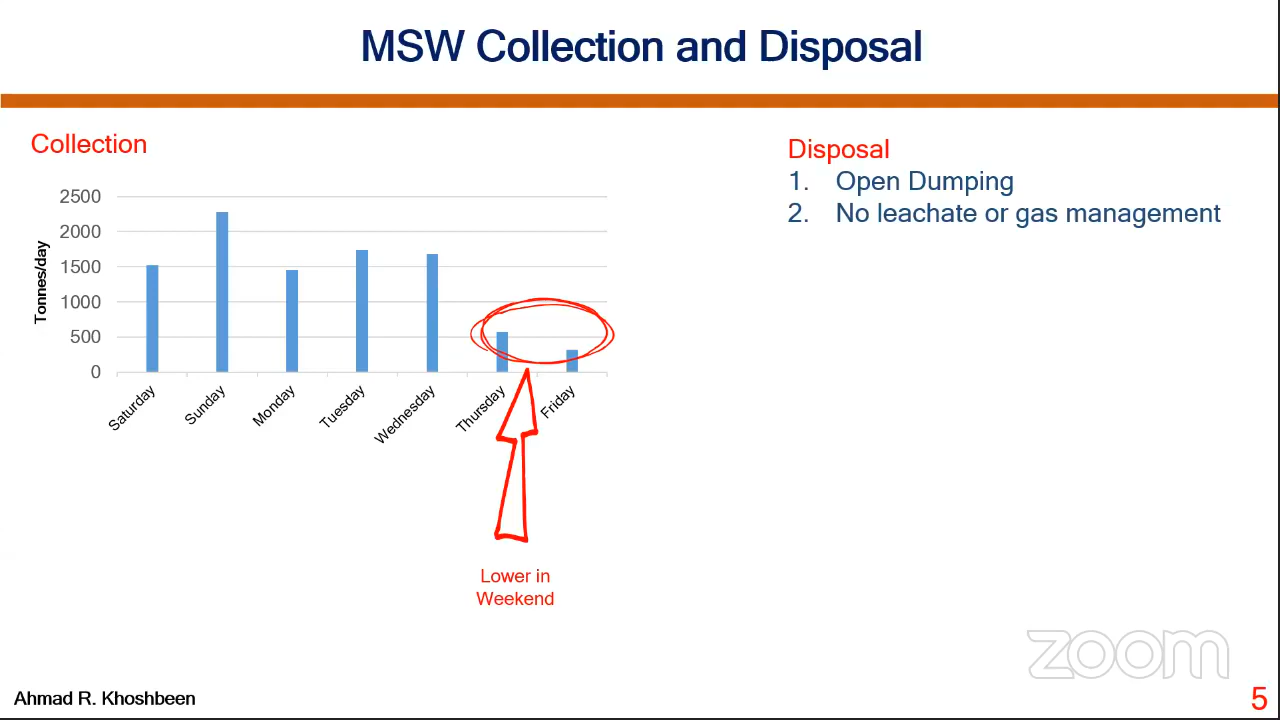 MSW Collection and Disposal
Collection
2500
2000
1500
1000
500
0
Tonnes/day
Saturday
Sunday
Monday
Tuesday
Wednesday
Thursday
Friday
Lower in
Weekend
Disposal
1. Open Dumping
2. No leachate or gas management
zoom
Ahmad R. Khoshbeen
5